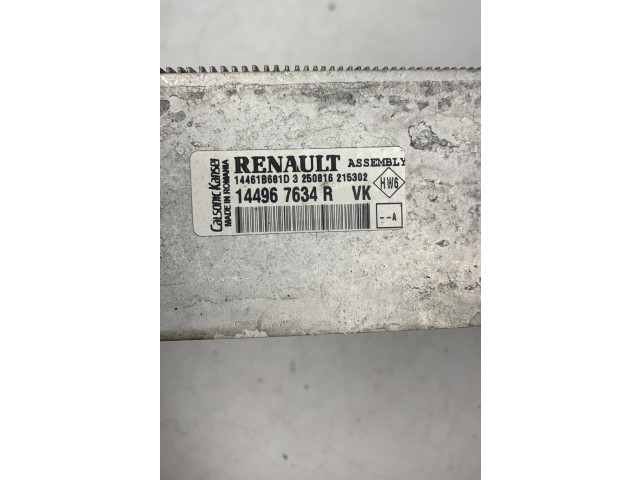 Calsonic Kansei
MADE IN ROMANIA
RENAULT ASSEMBLY
14461B681D 3 250816 215302
14496 7634 R VK
HW6
--A